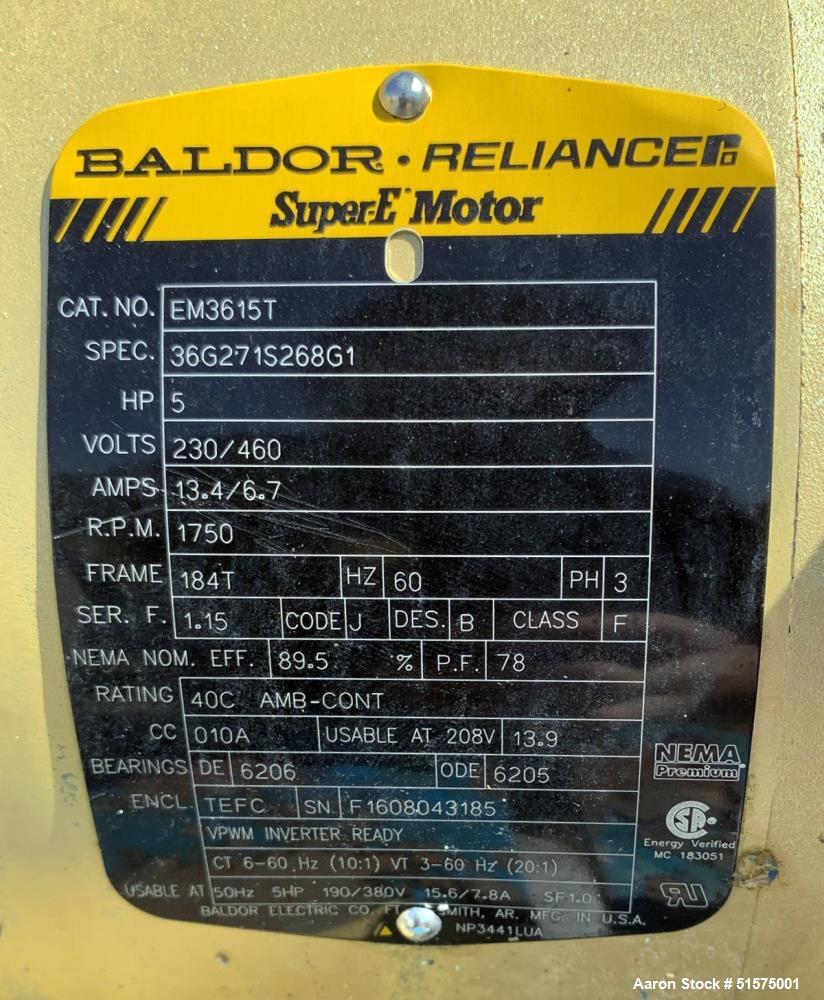 BALDOR • RELIANCE
Super-E Motor
CAT. NO. EM3615T
SPEC. 36G271S268G1
HP 5
VOLTS 230/460
AMPS 13.4/6.7
R.P.M. 1750
FRAME 184T HZ 60 PH 3
SER. F. 1.15 CODE J DES. B CLASS F
NEMA NOM. EFF. 89.5 % P.F. 78
RATING 40C AMB-CONT
CC 010A USABLE AT 208V 13.9
BEARINGS DE 6206 ODE 6205
ENCL. TEFC SN F1608043185
VPWM INVERTER READY
CT 6-60 Hz (10:1) VT 3-60 Hz (20:1)
USABLE AT 50Hz 5HP 190/380V 15.6/7.8A SF1.0
BALDOR ELECTRIC CO. AR. MFG. IN U.S.A.
NP3441LUA
NEMA
Premium
Energy Verified
MC 183051
Aaron Stock # 51575001